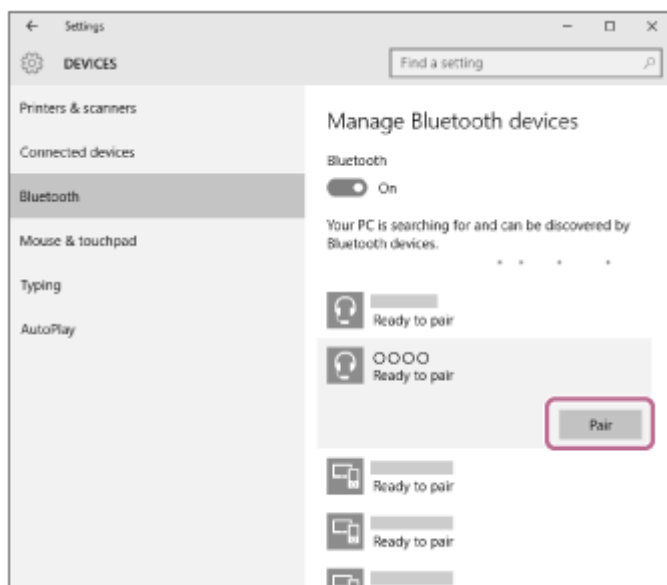 Settings
DEVICES
Find a setting
Printers & scanners
Connected devices
Bluetooth
Mouse & touchpad
Typing
AutoPlay
Manage Bluetooth devices
Bluetooth
On
Your PC is searching for and can be discovered by
Bluetooth devices.
Ready to pair
OOOO
Ready to pair
Pair
Ready to pair
Ready to pair